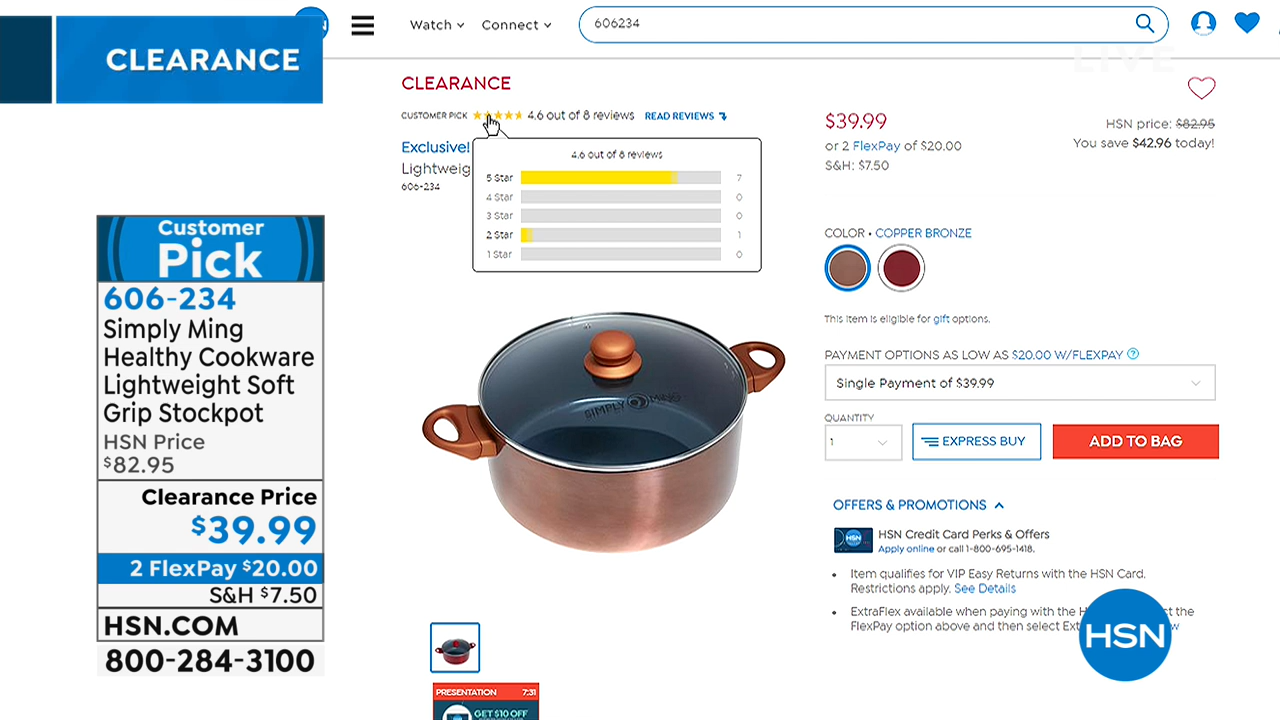 CLEARANCE
Watch
Connect
606234
LIVE
CLEARANCE
CUSTOMER PICK
4.6 out of 8 reviews
READ REVIEWS
Exclusive!
Lightweig
606-234
4.6 out of 8 reviews
5 Star 7
4 Star 0
3 Star 0
2 Star 1
1 Star 0
$39.99
or 2 FlexPay of $20.00
S&H: $7.50
HSN price: $82.95
You save $42.96 today!
COLOR • COPPER BRONZE
This item is eligible for gift options.
PAYMENT OPTIONS AS LOW AS $20.00 W/FLEXPAY ?
Single Payment of $39.99
QUANTITY
1
EXPRESS BUY
ADD TO BAG
OFFERS & PROMOTIONS
HSN
HSN Credit Card Perks & Offers
Apply online or call 1-800-695-1418.
• Item qualifies for VIP Easy Returns with the HSN Card.
Restrictions apply. See Details
• ExtraFlex available when paying with the H ct the
FlexPay option above and then select Ext w
HSN
SIMPLY MING
PRESENTATION 7:31
GET $10 OFF
Customer
Pick
606-234
Simply Ming
Healthy Cookware
Lightweight Soft
Grip Stockpot
HSN Price
$82.95
Clearance Price
$39.99
2 FlexPay $20.00
S&H $7.50
HSN.COM
800-284-3100